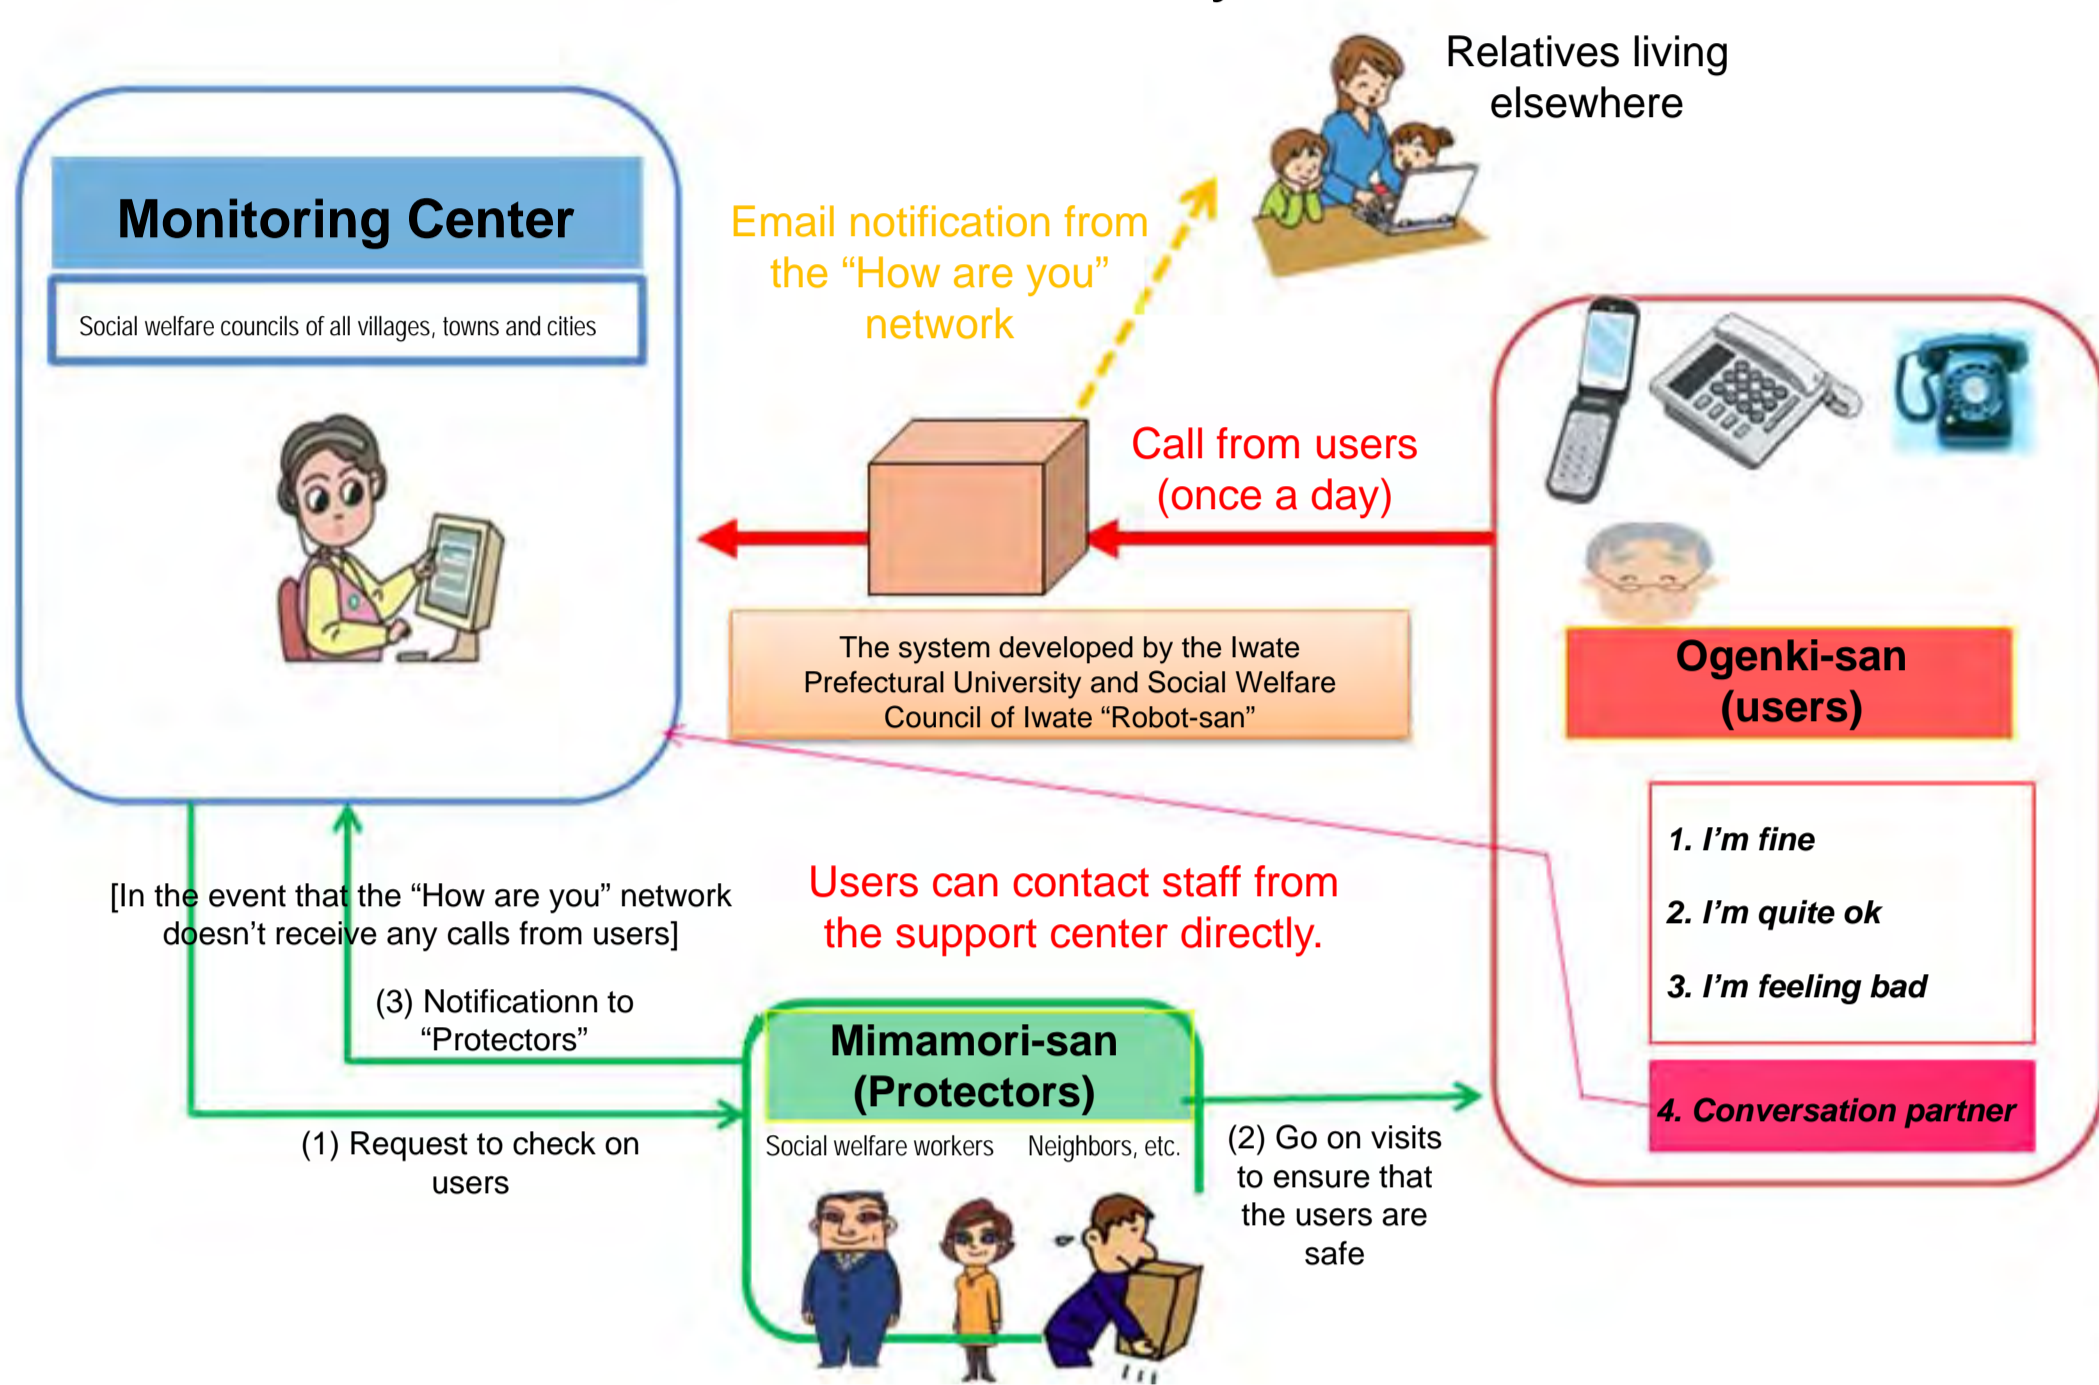 Relatives living
elsewhere
Monitoring Center
Social welfare councils of all villages, towns and cities
Email notification from
the “How are you”
network
Call from users
(once a day)
The system developed by the Iwate
Prefectural University and Social Welfare
Council of Iwate “Robot-san”
Ogenki-san
(users)
1. I’m fine
2. I’m quite ok
3. I’m feeling bad
4. Conversation partner
[In the event that the “How are you” network
doesn’t receive any calls from users]
Users can contact staff from
the support center directly.
(3) Notificationn to
“Protectors”
(1) Request to check on
users
Mimamori-san
(Protectors)
Social welfare workers Neighbors, etc.
(2) Go on visits
to ensure that
the users are
safe